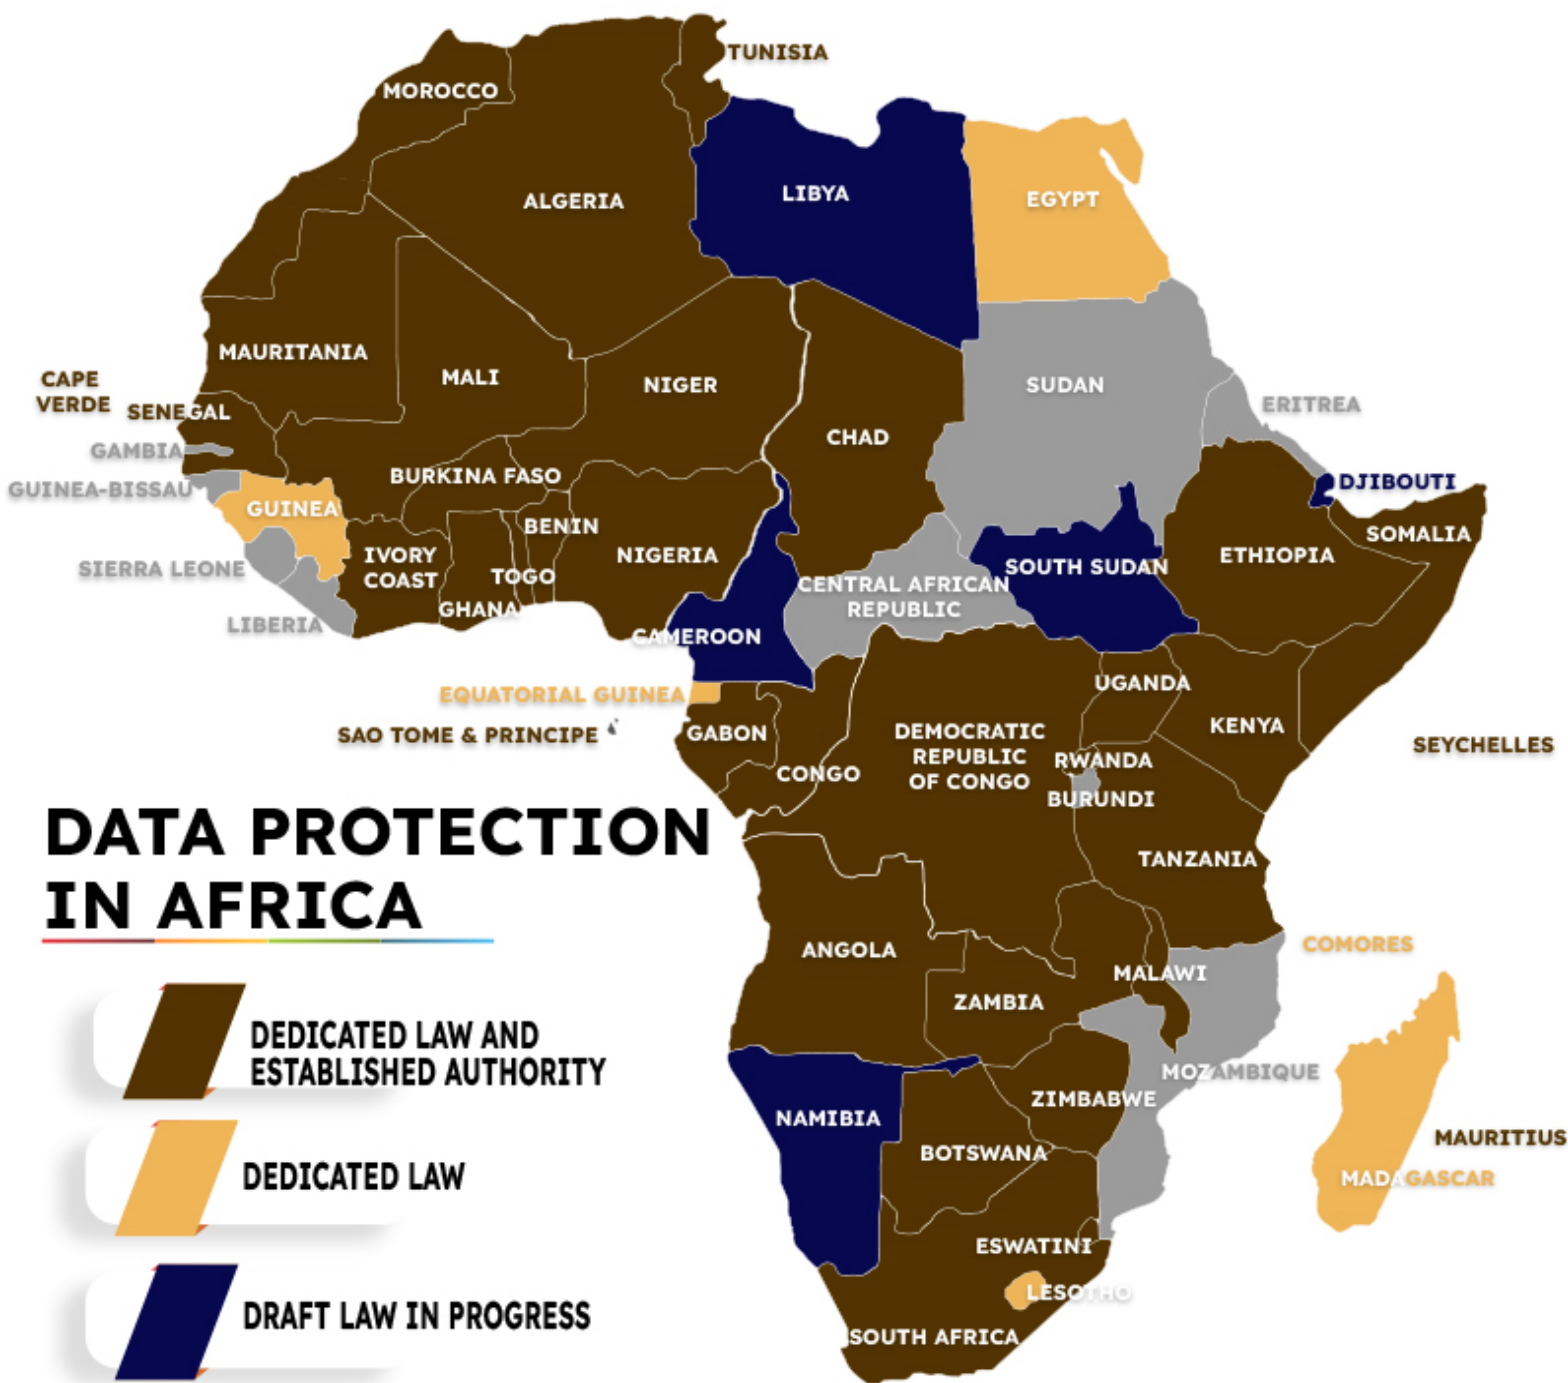 TUNISIA
MOROCCO
LIBYA
EGYPT
ALGERIA
MAURITANIA
MALI
NIGER
SUDAN
CAPE
VERDE
SENEGAL
ERITREA
CHAD
GAMBIA
BURKINA FASO
DJIBOUTI
GUINEA-BISSAU
GUINEA
BENIN
SOMALIA
IVORY
COAST
NIGERIA
ETHIOPIA
SIERRA LEONE
TOGO
SOUTH SUDAN
CENTRAL AFRICAN
REPUBLIC
GHANA
LIBERIA
CAMEROON
UGANDA
EQUATORIAL GUINEA
KENYA
SAO TOME & PRINCIPE
GABON
DEMOCRATIC
REPUBLIC
OF CONGO
SEYCHELLES
RWANDA
CONGO
BURUNDI
DATA PROTECTION
IN AFRICA
TANZANIA
COMORES
ANGOLA
MALAWI
ZAMBIA
DEDICATED LAW AND
ESTABLISHED AUTHORITY
MOZAMBIQUE
ZIMBABWE
NAMIBIA
MAURITIUS
BOTSWANA
MADAGASCAR
DEDICATED LAW
ESWATINI
LESOTHO
DRAFT LAW IN PROGRESS
SOUTH AFRICA